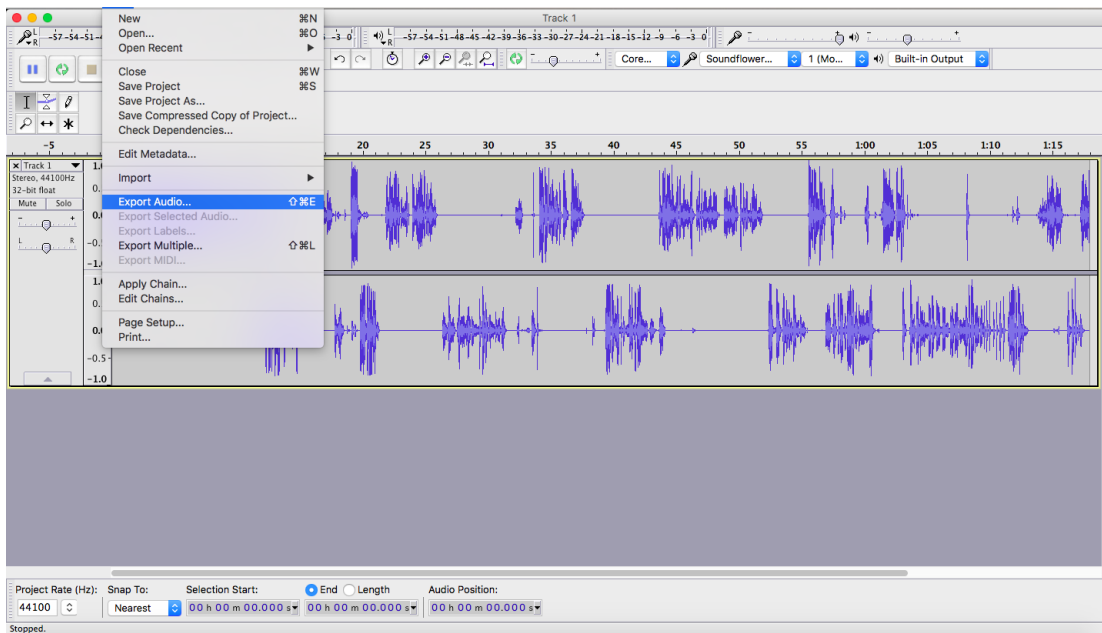 Track 1
New ⌘N
Open... ⌘O
Open Recent ▶
Close ⌘W
Save Project ⌘S
Save Project As...
Save Compressed Copy of Project...
Check Dependencies...
Edit Metadata...
Import ▶
Export Audio... ⇧⌘E
Export Selected Audio...
Export Labels...
Export Multiple... ⇧⌘L
Export MIDI...
Apply Chain...
Edit Chains...
Page Setup...
Print...
L R -57 -54 -51 -3 0
L R -57 -54 -51 -48 -45 -42 -39 -36 -33 -30 -27 -24 -21 -18 -15 -12 -9 -6 -3 0
- + - +
- + Core... Soundflower... 1 (Mo... Built-in Output
-5 20 25 30 35 40 45 50 55 1:00 1:05 1:10 1:15
Track 1
Stereo, 44100Hz
32-bit float
Mute Solo
- +
L R
-0.5
-1.0
Project Rate (Hz): Snap To: Selection Start: End Length Audio Position:
44100 Nearest 00 h 00 m 00.000 s 00 h 00 m 00.000 s 00 h 00 m 00.000 s
Stopped.